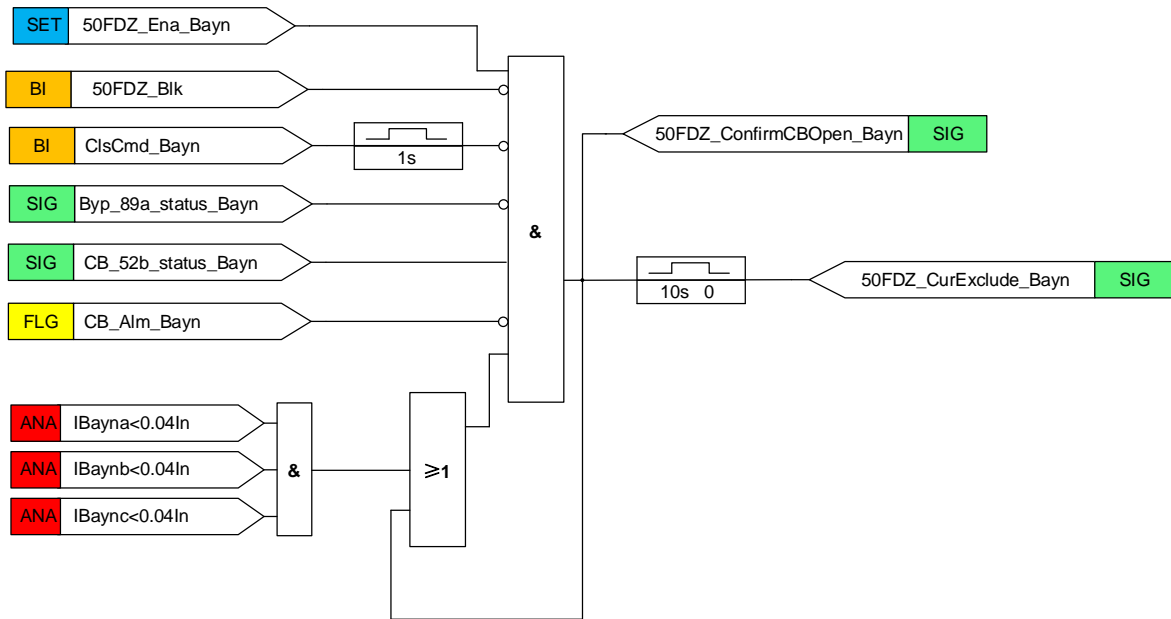 SET 50FDZ_Ena_Bayn
BI 50FDZ_Blk
BI ClsCmd_Bayn
1s
SIG Byp_89a_status_Bayn
SIG CB_52b_status_Bayn
FLG CB_Alm_Bayn
&
50FDZ_ConfirmCBOpen_Bayn SIG
10s 0
50FDZ_CurExclude_Bayn SIG
ANA IBayna<0.04In
ANA IBaynb<0.04In
ANA IBaync<0.04In
&
≥1